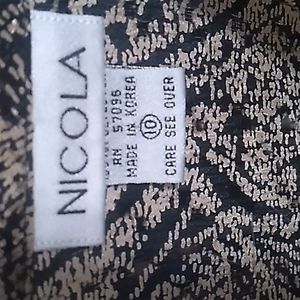 NICOLA
RN 57096
MADE IN KOREA
10
CARE SEE OVER